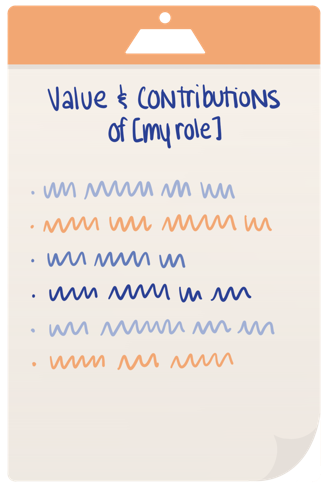 Value & Contributions
of [my role]